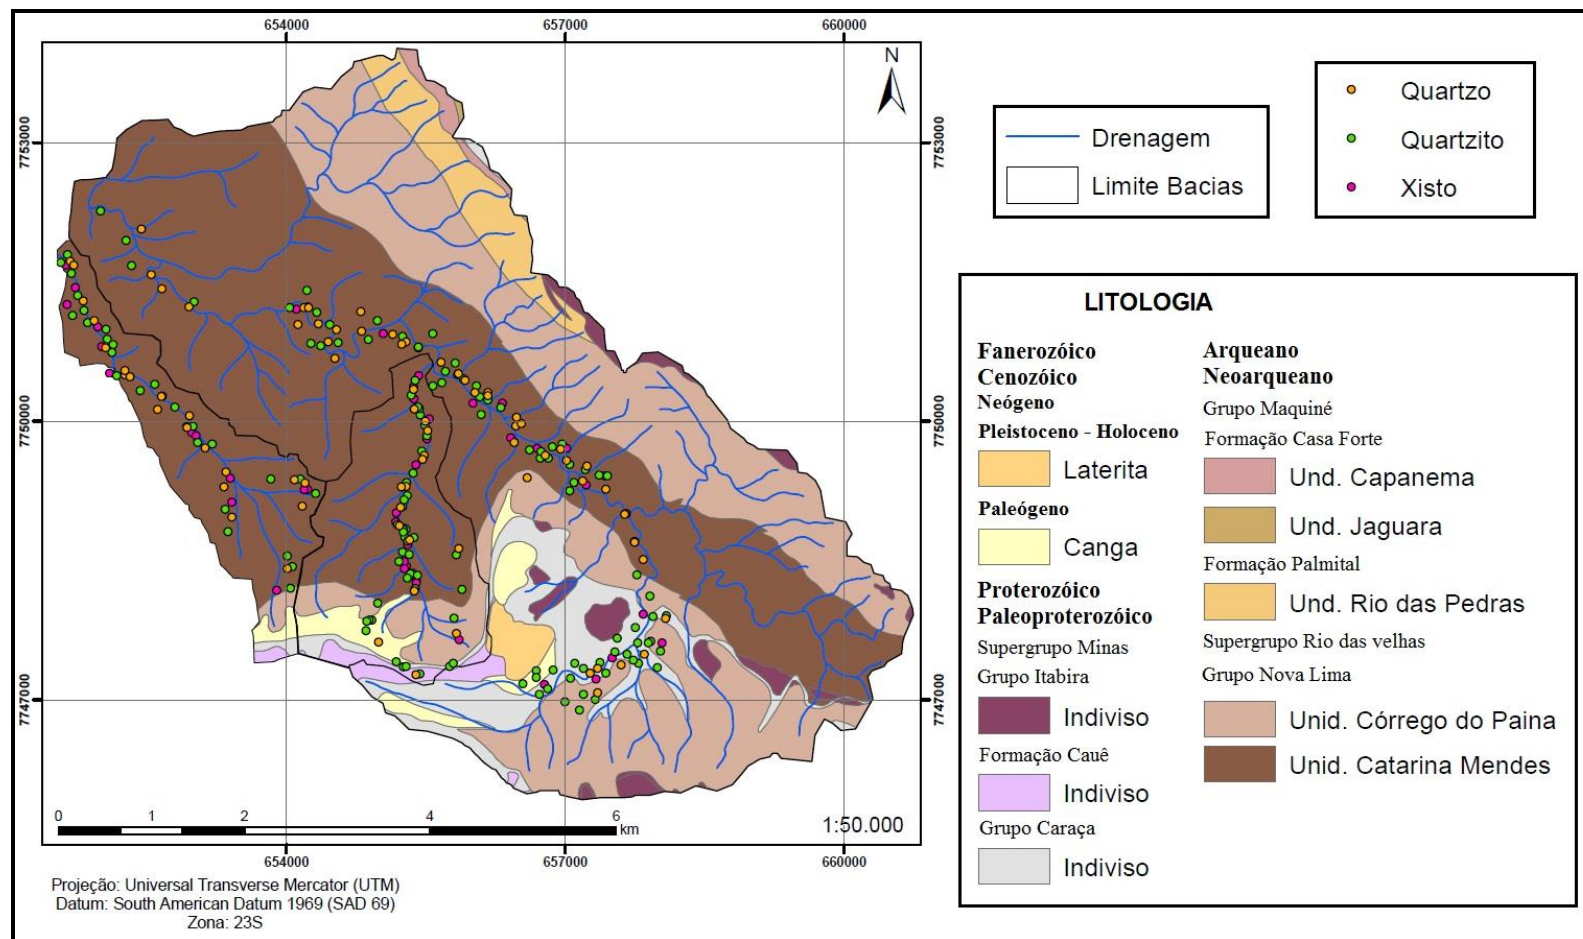 654000
657000
660000
N
7753000
7753000
7750000
7750000
7747000
7747000
0
1
2
4
6
km
1:50.000
654000
657000
660000
Projeção: Universal Transverse Mercator (UTM)
Datum: South American Datum 1969 (SAD 69)
Zona: 23S
Drenagem
Limite Bacias
Quartzo
Quartzito
Xisto
LITOLOGIA
Fanerozóico
Cenozóico
Neógeno
Pleistoceno - Holoceno
Laterita
Paleógeno
Canga
Proterozóico
Paleoproterozóico
Supergrupo Minas
Grupo Itabira
Indiviso
Formação Cauê
Indiviso
Grupo Caraça
Indiviso
Arqueano
Neoarqueano
Grupo Maquiné
Formação Casa Forte
Und. Capanema
Und. Jaguara
Formação Palmital
Und. Rio das Pedras
Supergrupo Rio das velhas
Grupo Nova Lima
Unid. Córrego do Paina
Unid. Catarina Mendes